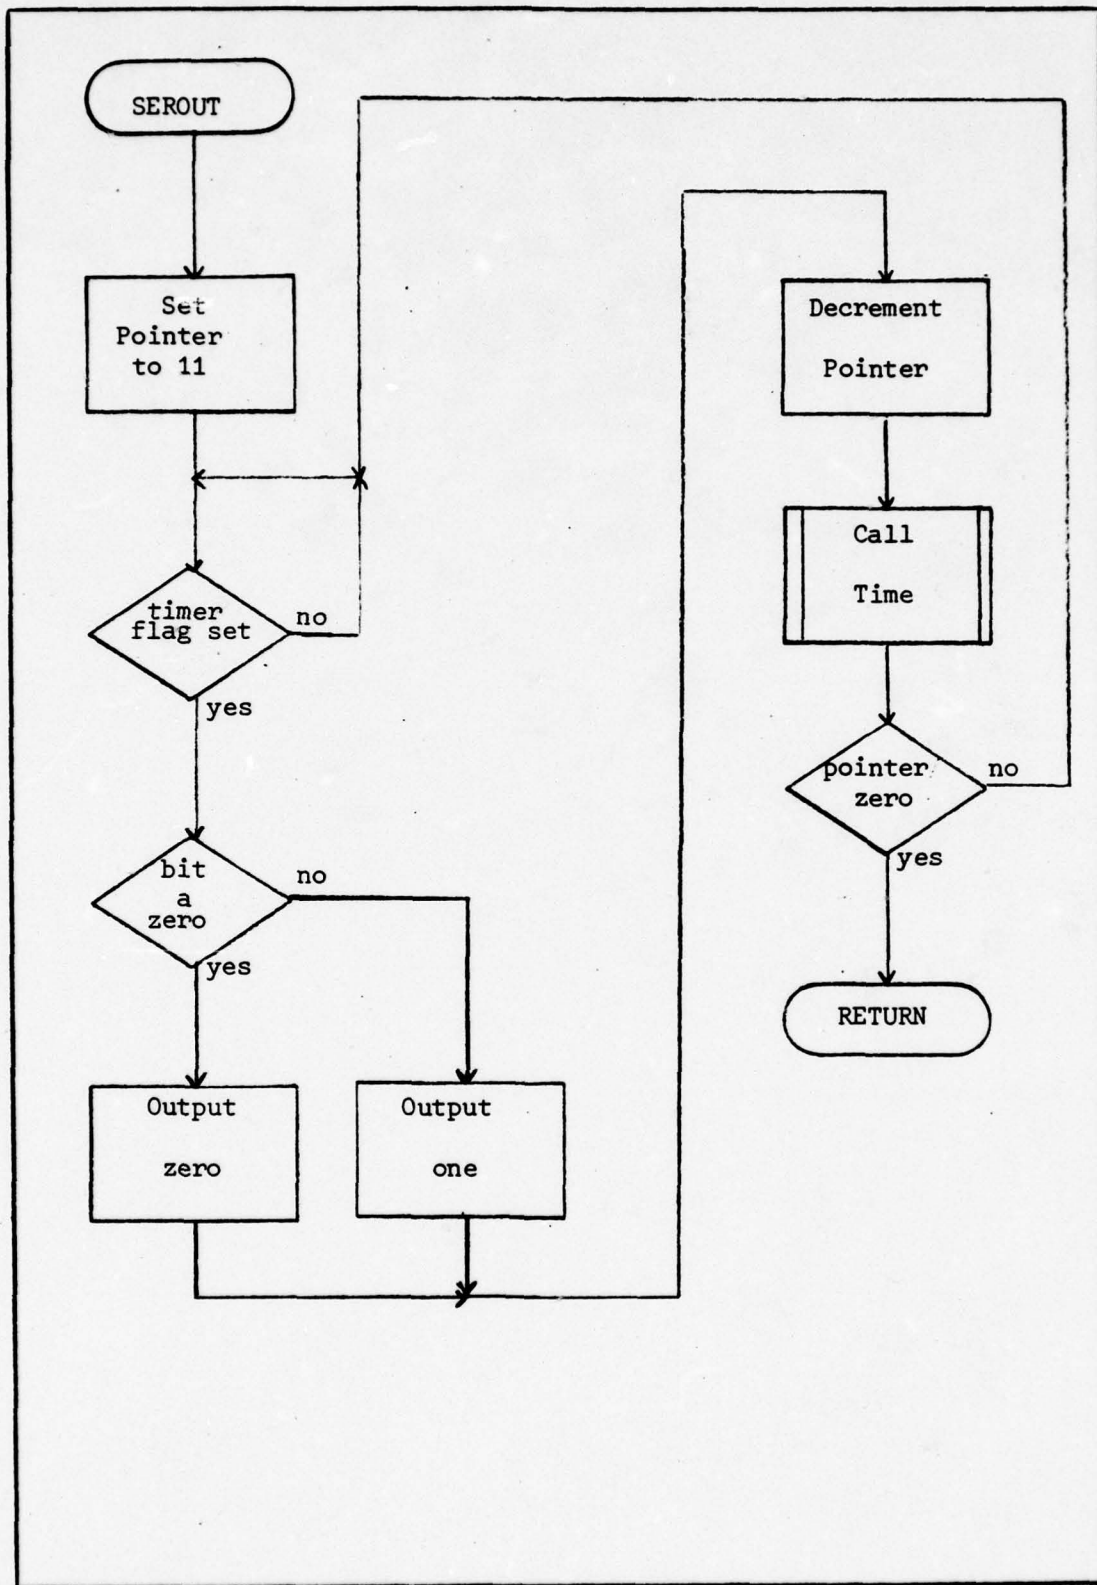 SEROUT
Set
Pointer
to 11
timer
flag set
no
yes
bit
a
zero
no
yes
Output
zero
Output
one
Decrement
Pointer
Call
Time
pointer
zero
no
yes
RETURN